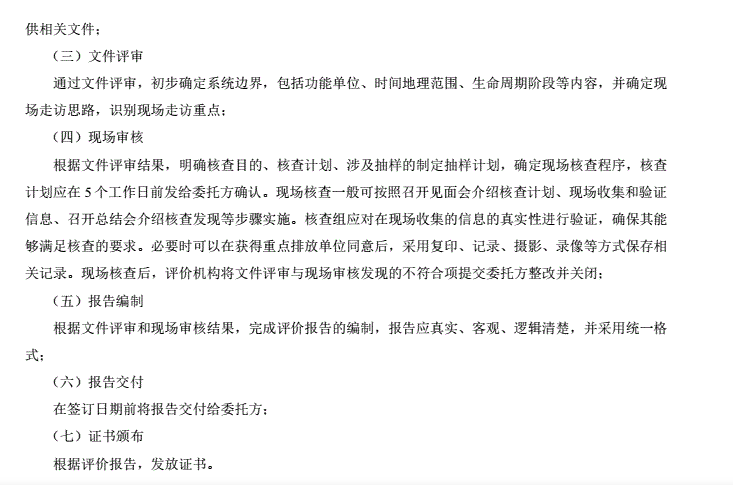 供相关文件；
（三）文件评审
通过文件评审，初步确定系统边界，包括功能单位、时间地理范围、生命周期阶段等内容，并确定现
场走访思路，识别现场走访重点；
（四）现场审核
根据文件评审结果，明确核查目的、核查计划、涉及抽样的制定抽样计划，确定现场核查程序，核查
计划应在 5 个工作日前发给委托方确认。现场核查一般可按照召开见面会介绍核查计划、现场收集和验证
信息、召开总结会介绍核查发现等步骤实施。核查组应对在现场收集的信息的真实性进行验证，确保其能
够满足核查的要求。必要时可以在获得重点排放单位同意后，采用复印、记录、摄影、录像等方式保存相
关记录。现场核查后，评价机构将文件评审与现场审核发现的不符合项提交委托方整改并关闭；
（五）报告编制
根据文件评审和现场审核结果，完成评价报告的编制，报告应真实、客观、逻辑清楚，并采用统一格
式；
（六）报告交付
在签订日期前将报告交付给委托方；
（七）证书颁布
根据评价报告，发放证书。